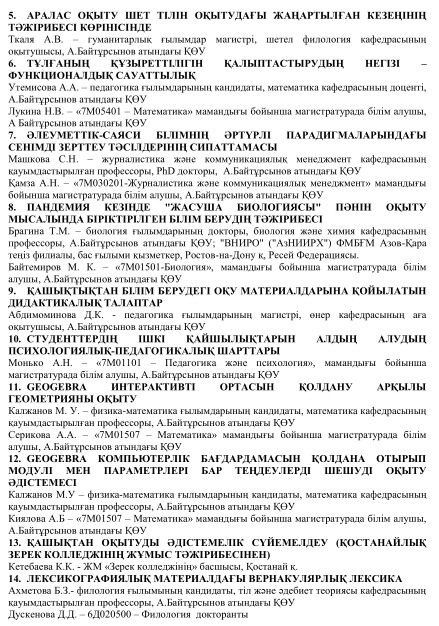 5. АРАЛАС ОҚЫТУ ШЕТ ТІЛІН ОҚЫТУДАҒЫ ЖАҢАРТЫЛҒАН КЕЗЕҢІНІҢ
ТӘЖІРИБЕСІ КӨРІНІСІНДЕ
Ткаля А.В. – гуманитарлық ғылымдар магистрі, шетел филология кафедрасының
оқытушысы, А.Байтұрсынов атындағы ҚӨУ
6. ТҰЛҒАНЫҢ ҚҰЗЫРЕТТІЛІГІН ҚАЛЫПТАСТЫРУДЫҢ НЕГІЗІ –
ФУНКЦИОНАЛДЫҚ САУАТТЫЛЫҚ
Утемисова А.А. – педагогика ғылымдарының кандидаты, математика кафедрасының доценті,
А.Байтұрсынов атындағы ҚӨУ
Лукина Н.В. – «7М05401 – Математика» мамандығы бойынша магистратурада білім алушы,
А Байтұрсынов атындағы ҚӨУ
7. ӘЛЕУМЕТТІК-САЯСИ БІЛІМНІҢ ӘРТҮРЛІ ПАРАДИГМАЛАРЫНДАҒЫ
СЕНІМДІ ЗЕРТТЕУ ТӘСІЛДЕРІНІҢ СИПАТТАМАСЫ
Машкова С.Н. – журналистика және коммуникациялық менеджмент кафедрасының
қауымдастырылған профессоры, PhD докторы, А.Байтұрсынов атындағы ҚӨУ
Қамза А.Н. – «7М030201-Журналистика және коммуникациялық менеджмент» мамандығы
бойынша магистратурада білім алушы, А.Байтұрсынов атындағы ҚӨУ
8. ПАНДЕМИЯ КЕЗІНДЕ "ЖАСУША БИОЛОГИЯСЫ" ПӘНІН ОҚЫТУ
МЫСАЛЫНДА БІРІКТІРІЛГЕН БІЛІМ БЕРУДІҢ ТӘЖІРИБЕСІ
Брагина Т.М. – биология ғылымдарының докторы, биология және химия кафедрасының
профессоры, А.Байтұрсынов атындағы ҚӨУ; "ВНИРО" ("АзНИИРХ") ФМБҒМ Азов-Қара
теңіз филиалы, бас ғылыми қызметкер, Ростов-на-Дону қ, Ресей Федерациясы.
Байтемиров М. К. – «7М01501-Биология», мамандығы бойынша магистратурада білім
алушы, А.Байтұрсынов атындағы ҚӨУ
9. ҚАШЫҚТЫҚТАН БІЛІМ БЕРУДЕГІ ОҚУ МАТЕРИАЛДАРЫНА ҚОЙЫЛАТЫН
ДИДАКТИКАЛЫҚ ТАЛАПТАР
Абдимоминова Д.К. - педагогика ғылымдарының магистрі, өнер кафедрасының аға
оқытушысы, А.Байтұрсынов атындағы ҚӨУ
10. СТУДЕНТТЕРДІҢ ІШКІ ҚАЙШЫЛЫҚТАРЫН АЛДЫҢ АЛУДЫҢ
ПСИХОЛОГИЯЛЫҚ-ПЕДАГОГИКАЛЫҚ ШАРТТАРЫ
Монько А.Н. – «7М01101 – Педагогика және психология», мамандығы бойынша
магистратурада білім алушы, А.Байтұрсынов атындағы ҚӨУ
11. GEOGEBRA ИНТЕРАКТИВТІ ОРТАСЫН ҚОЛДАНУ АРҚЫЛЫ
ГЕОМЕТРИЯНЫ ОҚЫТУ
Калжанов М. У. – физика-математика ғылымдарының кандидаты, математика кафедрасының
қауымдастырылған профессоры, А.Байтұрсынов атындағы ҚӨУ
Серикова А.А. – «7М01507 – Математика» мамандығы бойынша магистратурада білім
алушы, А.Байтұрсынов атындағы ҚӨУ
12. GEOGEBRA КОМПЬЮТЕРЛІК БАҒДАРДАМАСЫН ҚОЛДАНА ОТЫРЫП
МОДУЛІ МЕН ПАРАМЕТРЛЕРІ БАР ТЕҢДЕУЛЕРДІ ШЕШУДІ ОҚЫТУ
ӘДІСТЕМЕСІ
Калжанов М.У – физика-математика ғылымдарының кандидаты, математика кафедрасының
қауымдастырылған профессоры, А.Байтұрсынов атындағы ҚӨУ
Киялова А.Б – «7М01507 – Математика» мамандығы бойынша магистратурада білім алушы,
А.Байтұрсынов атындағы ҚӨУ
13. ҚАШЫҚТАН ОҚЫТУДЫ ӘДІСТЕМЕЛІК СҮЙЕМЕЛДЕУ (ҚОСТАНАЙЛЫҚ
ЗЕРЕК КОЛЛЕДЖІНІҢ ЖҰМЫС ТӘЖІРИБЕСІНЕН)
Кетебаева К.К. - ЖМ «Зерек колледжінің» басшысы, Қостанай к.
14. ЛЕКСИКОГРАФИЯЛЫҚ МАТЕРИАЛДАҒЫ ВЕРНАКУЛЯРЛЫҚ ЛЕКСИКА
Ахметова Б.З.- филология ғылымының кандидаты, тіл және әдебиет теориясы кафедрасының
қауымдастырылған профессоры, А.Байтұрсынов атындағы ҚӨУ
Дускенова Д.Д. – 6Д020500 – Филология докторанты